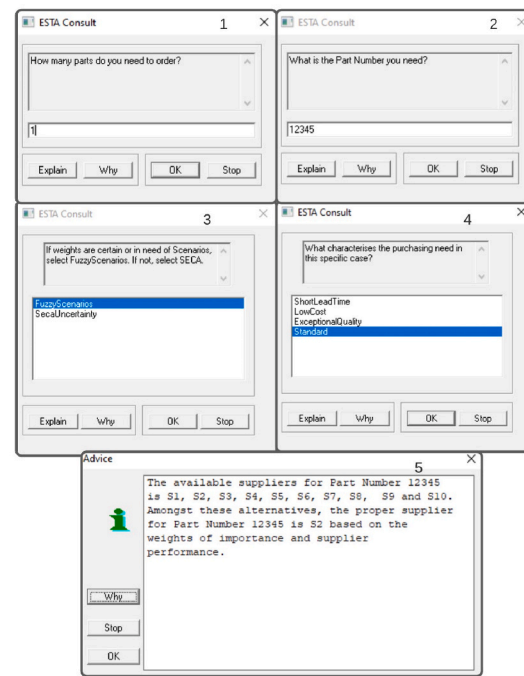 ESTA Consult 1
How many parts do you need to order?
1
Explain Why OK Stop
ESTA Consult 2
What is the Part Number you need?
12345
Explain Why OK Stop
ESTA Consult 3
If weights are certain or in need of Scenarios,
select FuzzyScenarios. If not, select SECA.
FuzzyScenarios
SecaUncertainly
Explain Why OK Stop
ESTA Consult 4
What characterises the purchasing need in
this specific case?
ShortLeadTime
LowCost
ExceptionalQuality
Standard
Explain Why OK Stop
Advice 5
The available suppliers for Part Number 12345
is S1, S2, S3, S4, S5, S6, S7, S8, S9 and S10.
Amongst these alternatives, the proper supplier
for Part Number 12345 is S2 based on the
weights of importance and supplier
performance.
Why
Stop
OK